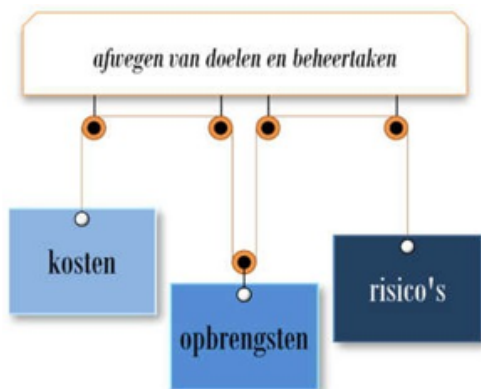 afwegen van doelen en beheertaken
kosten
opbrengsten
risico's